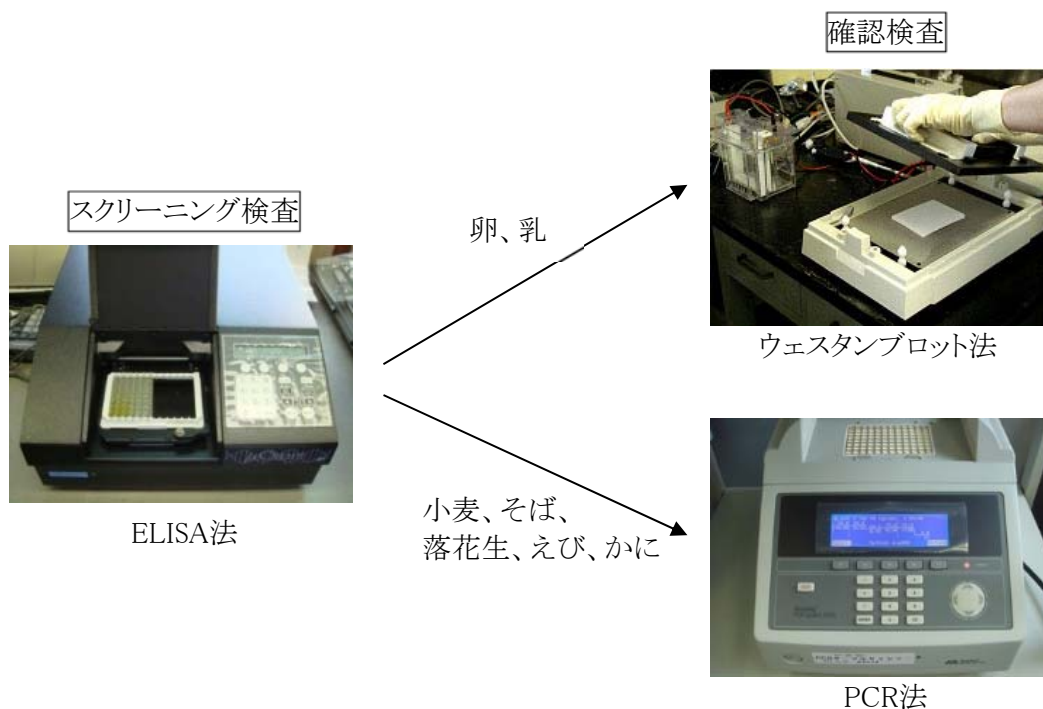 確認検査
スクリーニング検査
卵、乳
ウェスタンブロット法
ELISA法
小麦、そば、
落花生、えび、かに
PCR法